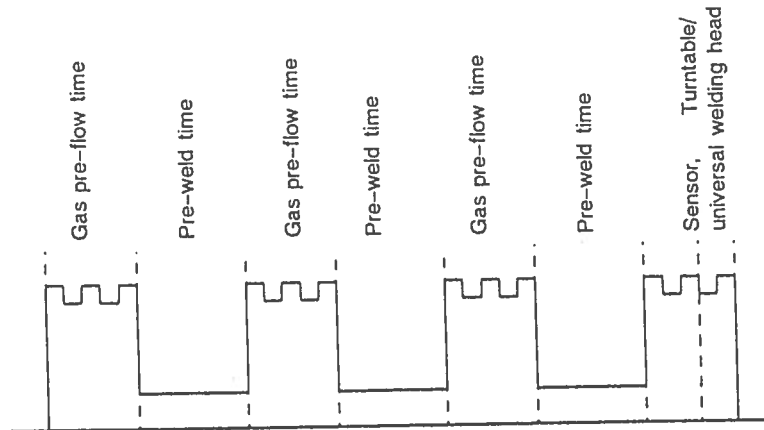 Gas pre-flow time
Pre-weld time
Gas pre-flow time
Pre-weld time
Gas pre-flow time
Pre-weld time
Sensor, Turntable/
universal welding head